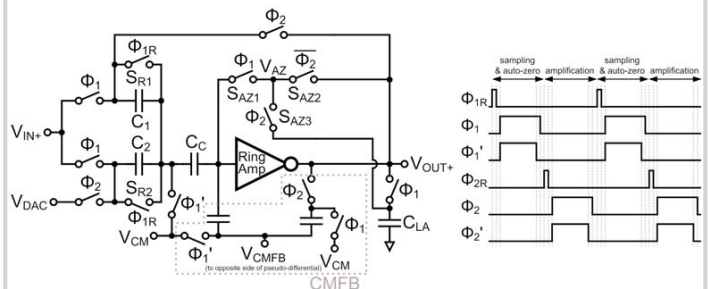 Φ2
Φ1R
Φ1
VAZ
Φ2
SR1
SAZ1
SAZ2
Φ1
C1
Φ2
SAZ3
VIN+
C2
CC
Ring
Amp
VOUT+
Φ1
SR2
Φ2
Φ1
VDAC
Φ2
Φ1R
Φ1'
Φ1
CLA
VCM
Φ1'
VCMFB
VCM
(to opposite side of pseudo-differential)
CMFB
sampling
& auto-zero
amplification
sampling
& auto-zero
amplification
Φ1R
Φ1
Φ1'
Φ2R
Φ2
Φ2'